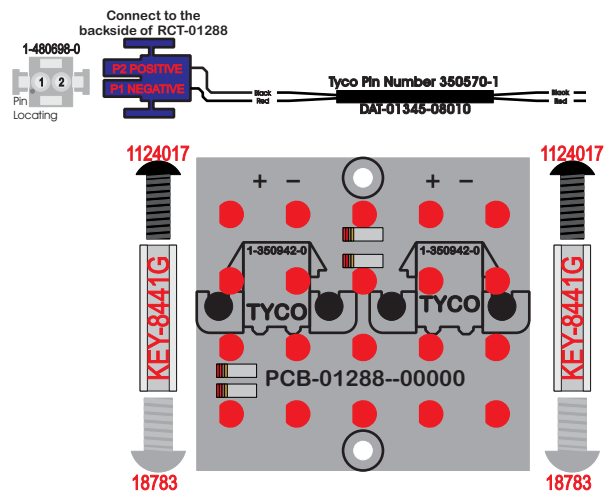 Connect to the
backside of RCT-01288
1-480698-0
1 2
Pin
Locating
P2 POSITIVE
P1 NEGATIVE
Black
Red
Tyco Pin Number 350570-1
DAT-01345-08010
Black
Red
1124017
1124017
+ −
+ −
1-350942-0
1-350942-0
KEY-8441G
KEY-8441G
TYCO
TYCO
PCB-01288--00000
18783
18783